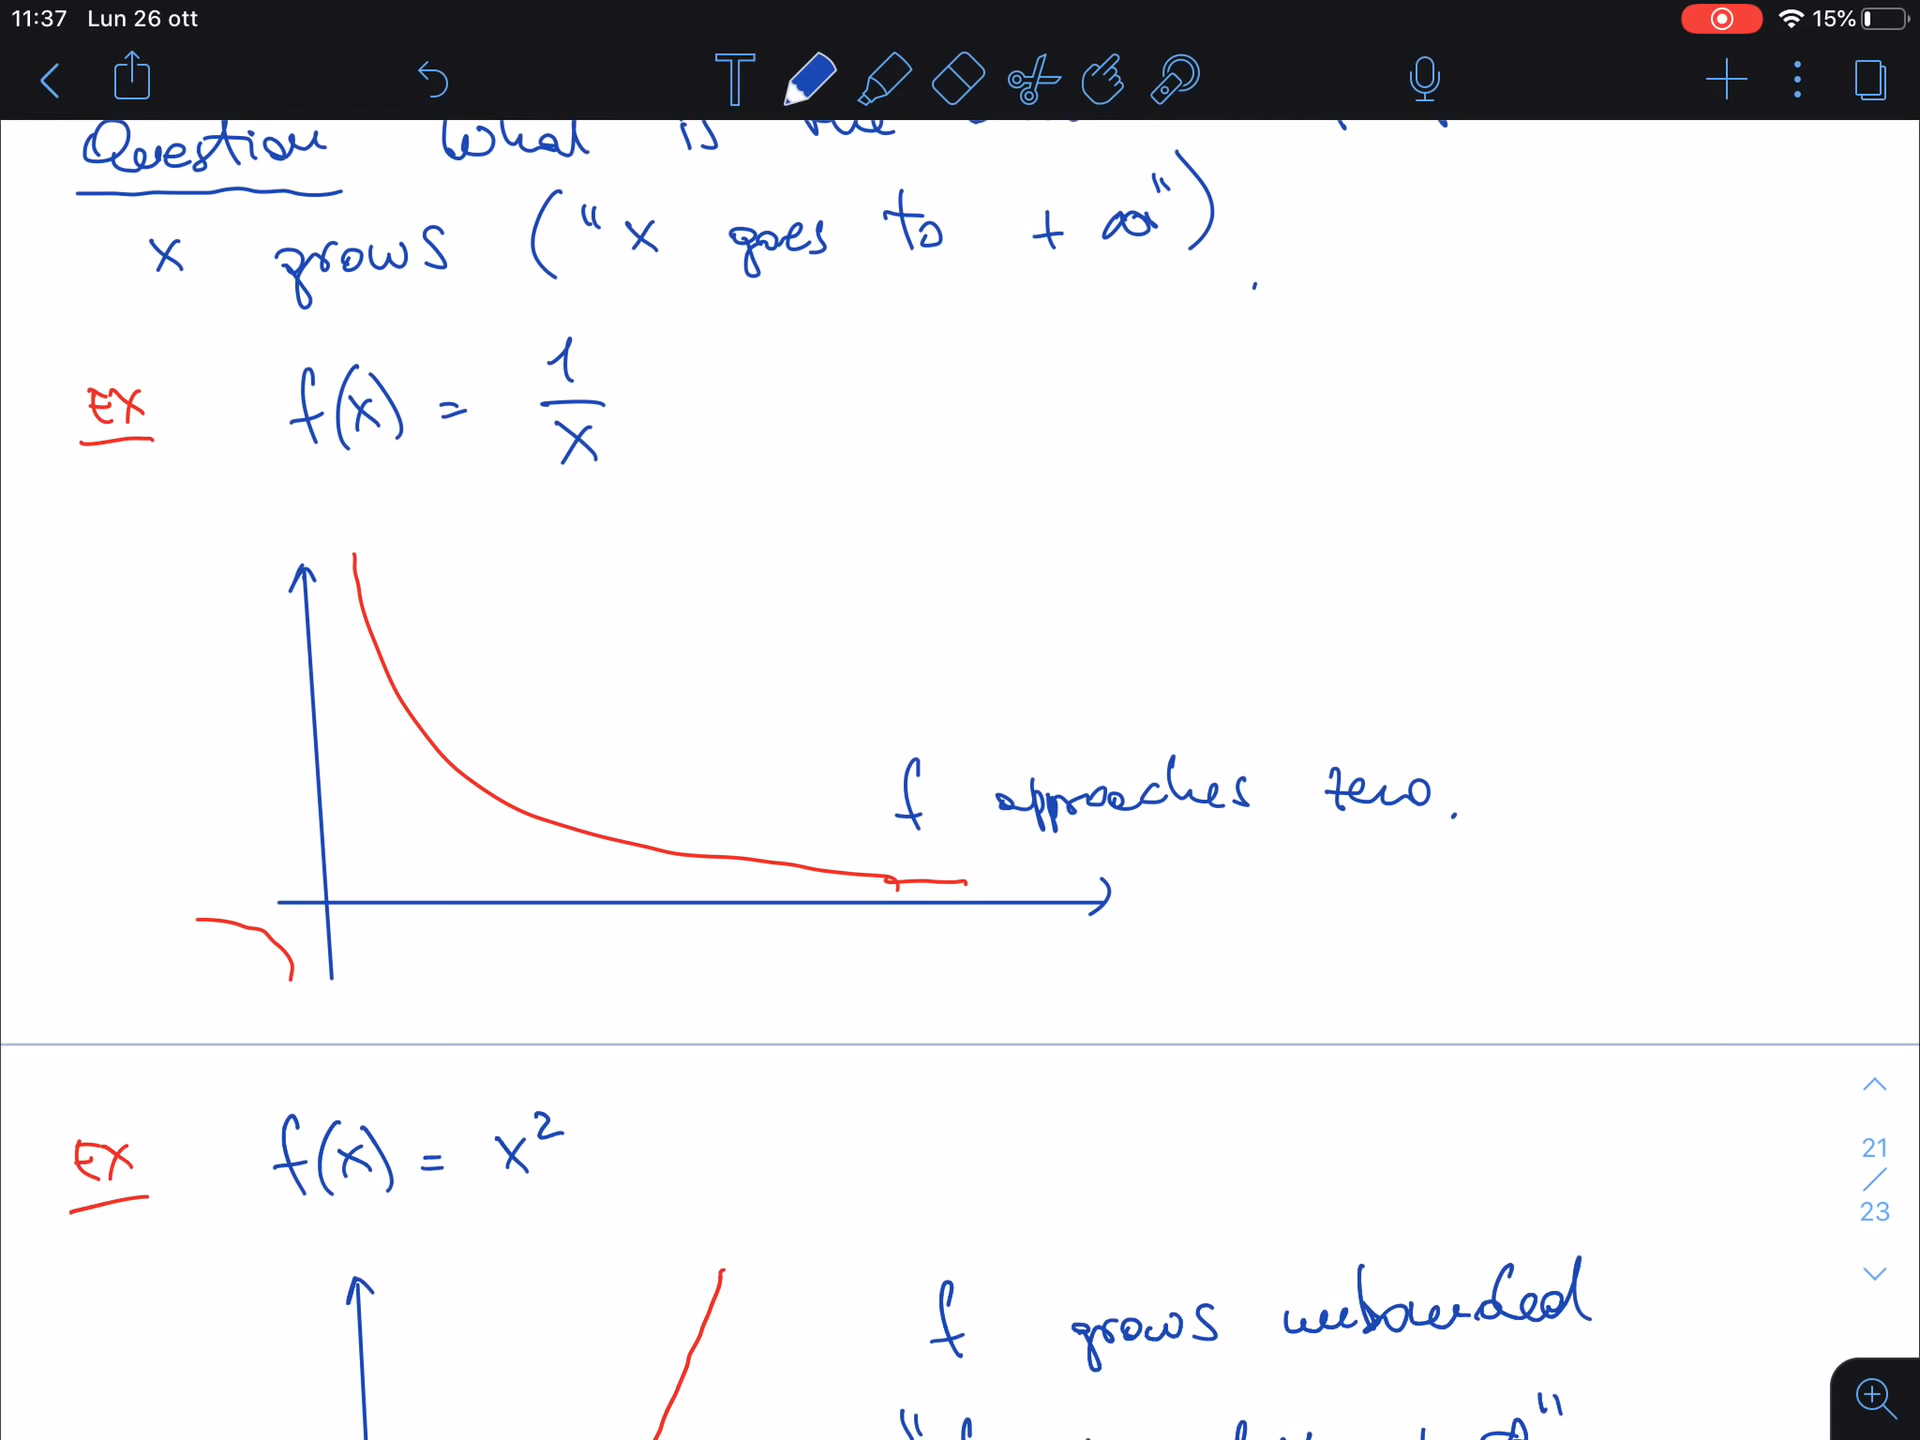 11:37 Lun 26 ott 15%
Question What is the
x grows ("x goes to +∞").
EX f(x) = 1/x
f approaches zero.
EX f(x) = x²
21
/
23
f grows unbounded